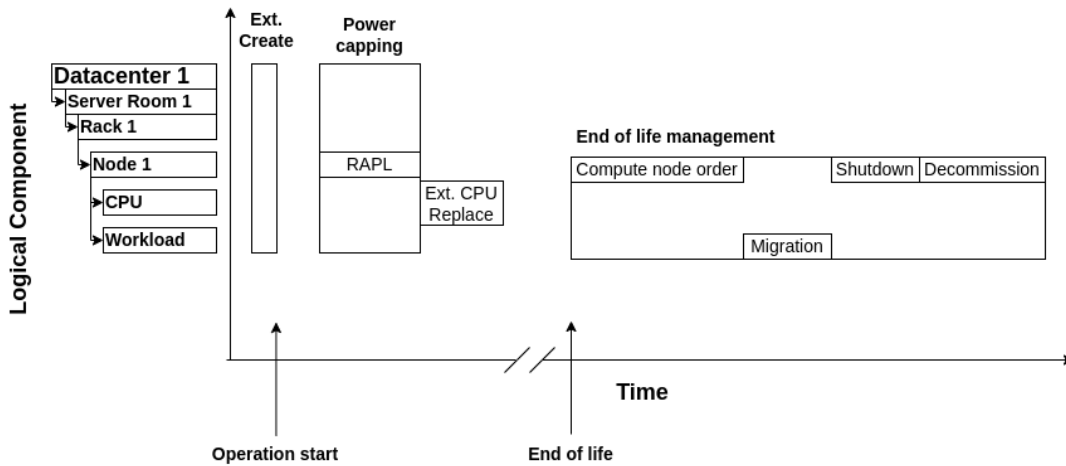 Ext.
Create
Power
capping
Logical Component
Datacenter 1
Server Room 1
Rack 1
Node 1
CPU
Workload
RAPL
Ext. CPU
Replace
End of life management
Compute node order
Shutdown
Decommission
Migration
Time
Operation start
End of life